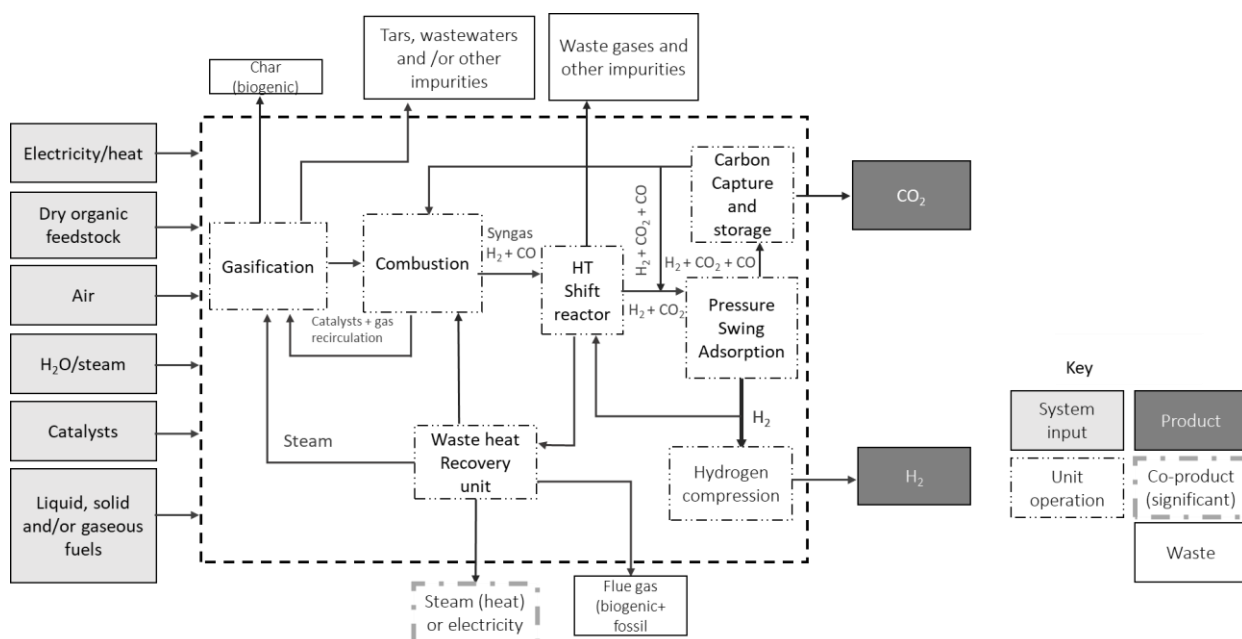 Tars, wastewaters
and /or other
impurities
Waste gases and
other impurities
Char
(biogenic)
Electricity/heat
Dry organic
feedstock
Air
H₂O/steam
Catalysts
Liquid, solid
and/or gaseous
fuels
Gasification
Combustion
Catalysts + gas
recirculation
Syngas
H₂ + CO
HT
Shift
reactor
H₂ + CO₂ + CO
H₂ + CO₂
H₂ + CO₂ + CO
Carbon
Capture
and
storage
Pressure
Swing
Adsorption
CO₂
Steam
Waste heat
Recovery
unit
H₂
Hydrogen
compression
H₂
Steam (heat)
or electricity
Flue gas
(biogenic+
fossil
Key
System
input
Product
Unit
operation
Co-product
(significant)
Waste